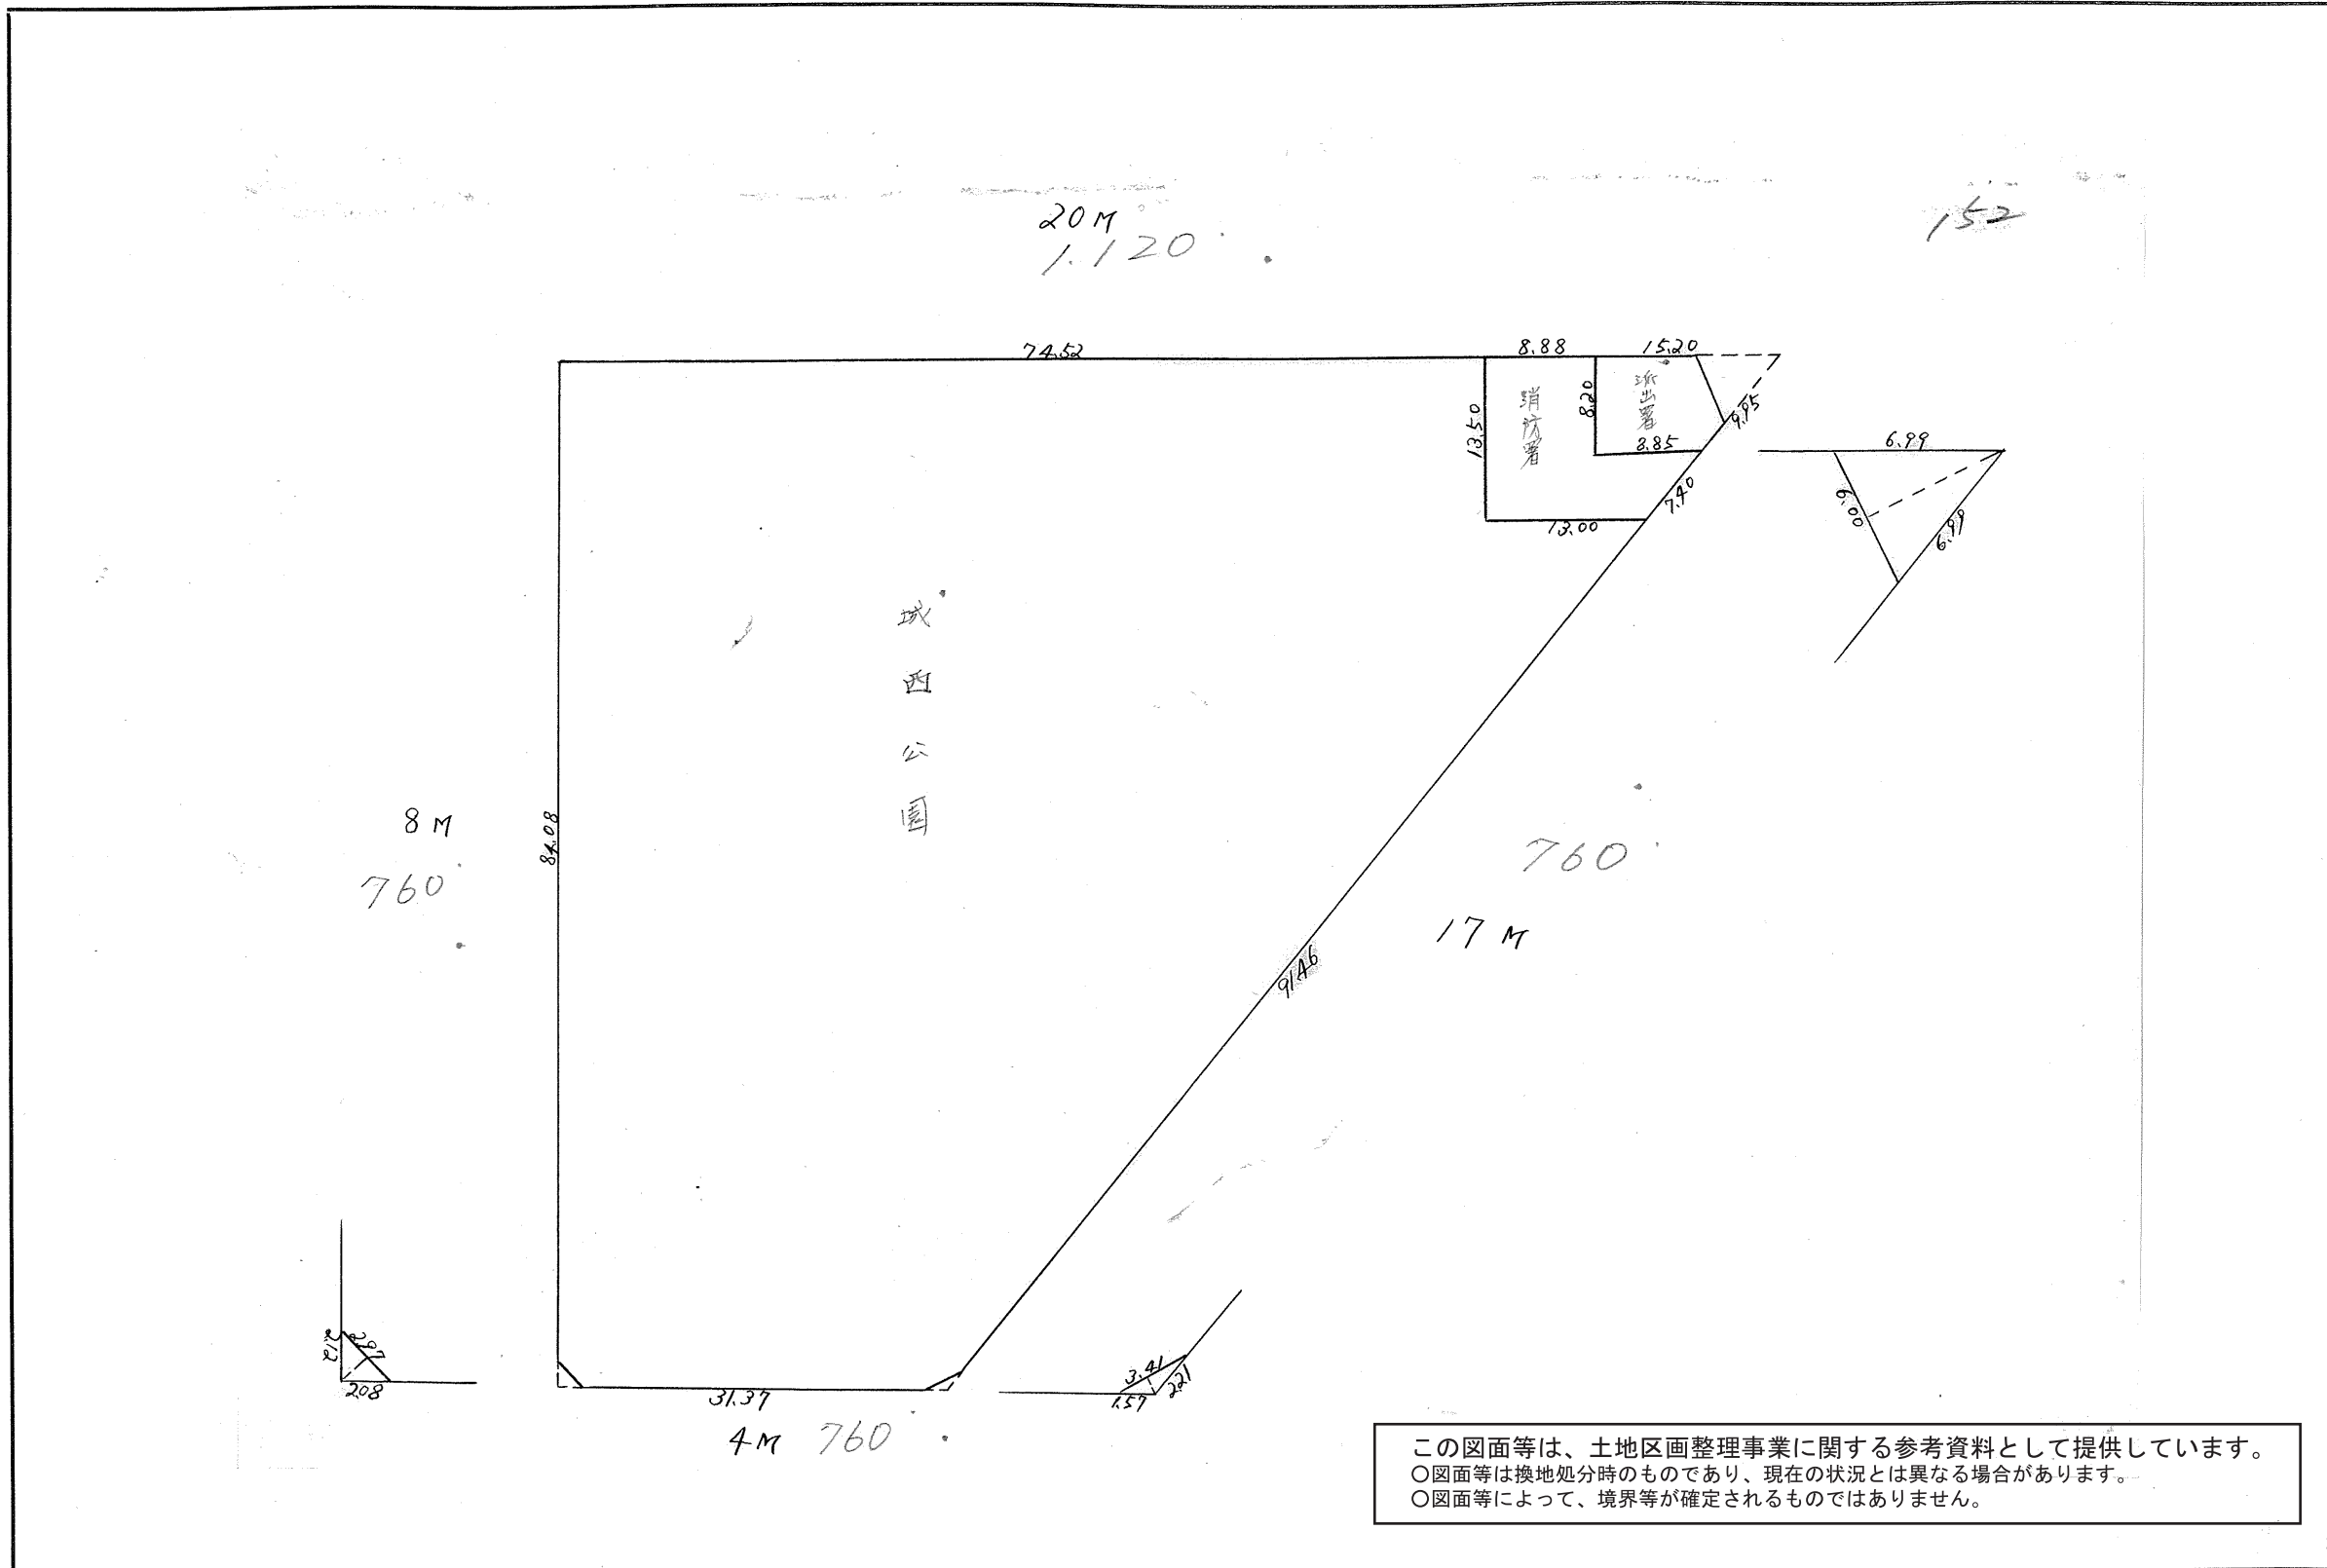 20M
1.120
152
74.52
8.88
15.20
13.50
消防署
8.20
派出署
8.85
9.95
7.40
13.00
6.99
6.00
6.99
城西公園
8M
760
84.08
760
17M
91.46
2.12
2.97
2.08
31.37
3.41
1.57
2.21
4M 760
この図面等は、土地区画整理事業に関する参考資料として提供しています。
○図面等は換地処分時のものであり、現在の状況とは異なる場合があります。
○図面等によって、境界等が確定されるものではありません。